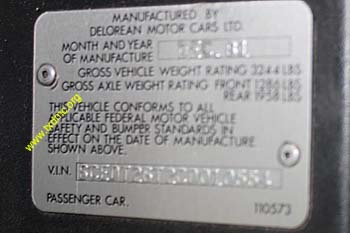 MANUFACTURED BY
DELOREAN MOTOR CARS LTD.
MONTH AND YEAR
OF MANUFACTURE
GROSS VEHICLE WEIGHT RATING 3244 LBS
GROSS AXLE WEIGHT RATING FRONT 1286 LBS
REAR 1958 LBS
THIS VEHICLE CONFORMS TO ALL
PLICABLE FEDERAL MOTOR VEHICLE
SAFETY AND BUMPER STANDARDS IN
EFFECT ON THE DATE OF MANUFACTURE
SHOWN ABOVE.
V.I.N.
PASSENGER CAR.
110573